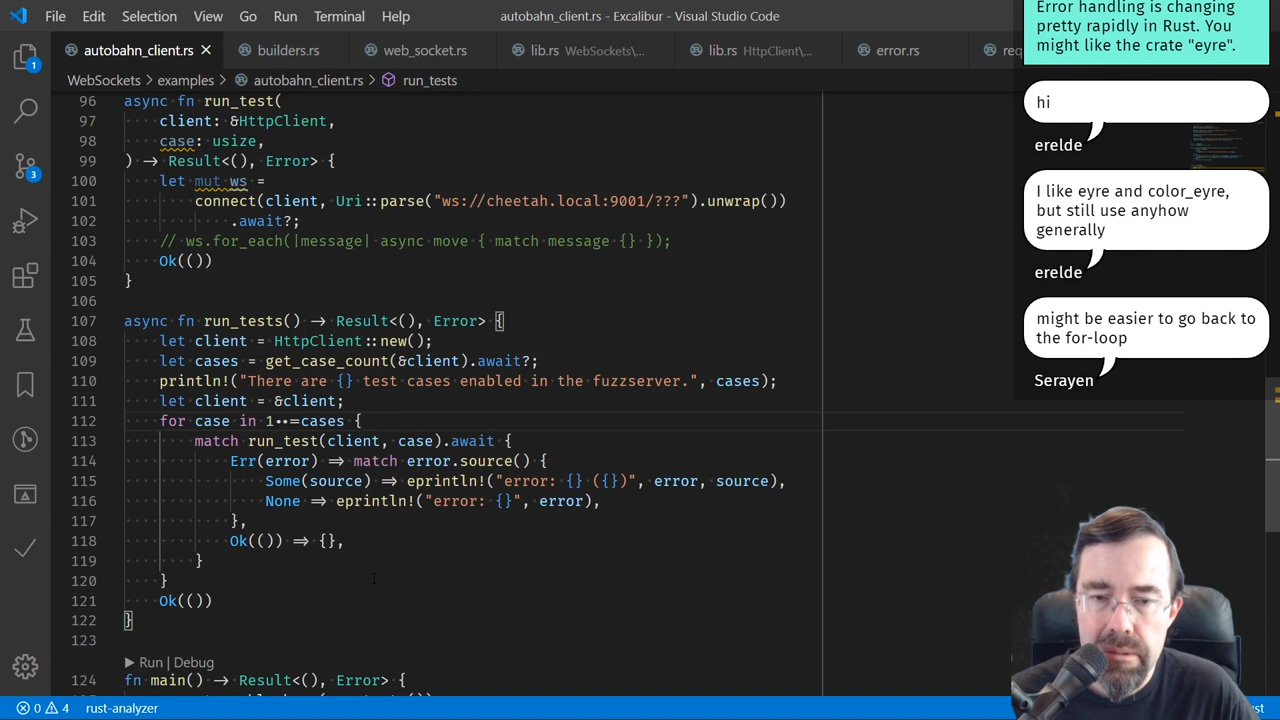 File Edit Selection View Go Run Terminal Help
autobahn_client.rs - Excalibur - Visual Studio Code
autobahn_client.rs × builders.rs web_socket.rs lib.rs WebSockets\... lib.rs HttpClient\... error.rs req
WebSockets > examples > autobahn_client.rs > run_tests
96 async fn run_test(
97 client: &HttpClient,
98 case: usize,
99 ) → Result<(), Error> {
100 let mut ws =
101 connect(client, Uri::parse("ws://cheetah.local:9001/???").unwrap())
102 .await?;
103 // ws.for_each(|message| async move { match message {} });
104 Ok(())
105 }
106
107 async fn run_tests() → Result<(), Error> {
108 let client = HttpClient::new();
109 let cases = get_case_count(&client).await?;
110 println!("There are {} test cases enabled in the fuzzserver.", cases);
111 let client = &client;
112 for case in 1..=cases {
113 match run_test(client, case).await {
114 Err(error) ⇒ match error.source() {
115 Some(source) ⇒ eprintln!("error: {} ({})", error, source),
116 None ⇒ eprintln!("error: {}", error),
117 },
118 Ok(()) ⇒ {},
119 }
120 }
121 Ok(())
122 }
123
▶ Run | Debug
124 fn main() → Result<(), Error> {
Error handling is changing
pretty rapidly in Rust. You
might like the crate "eyre".
hi
erelde
I like eyre and color_eyre,
but still use anyhow
generally
erelde
might be easier to go back to
the for-loop
Serayen
1
3
0 4 rust-analyzer